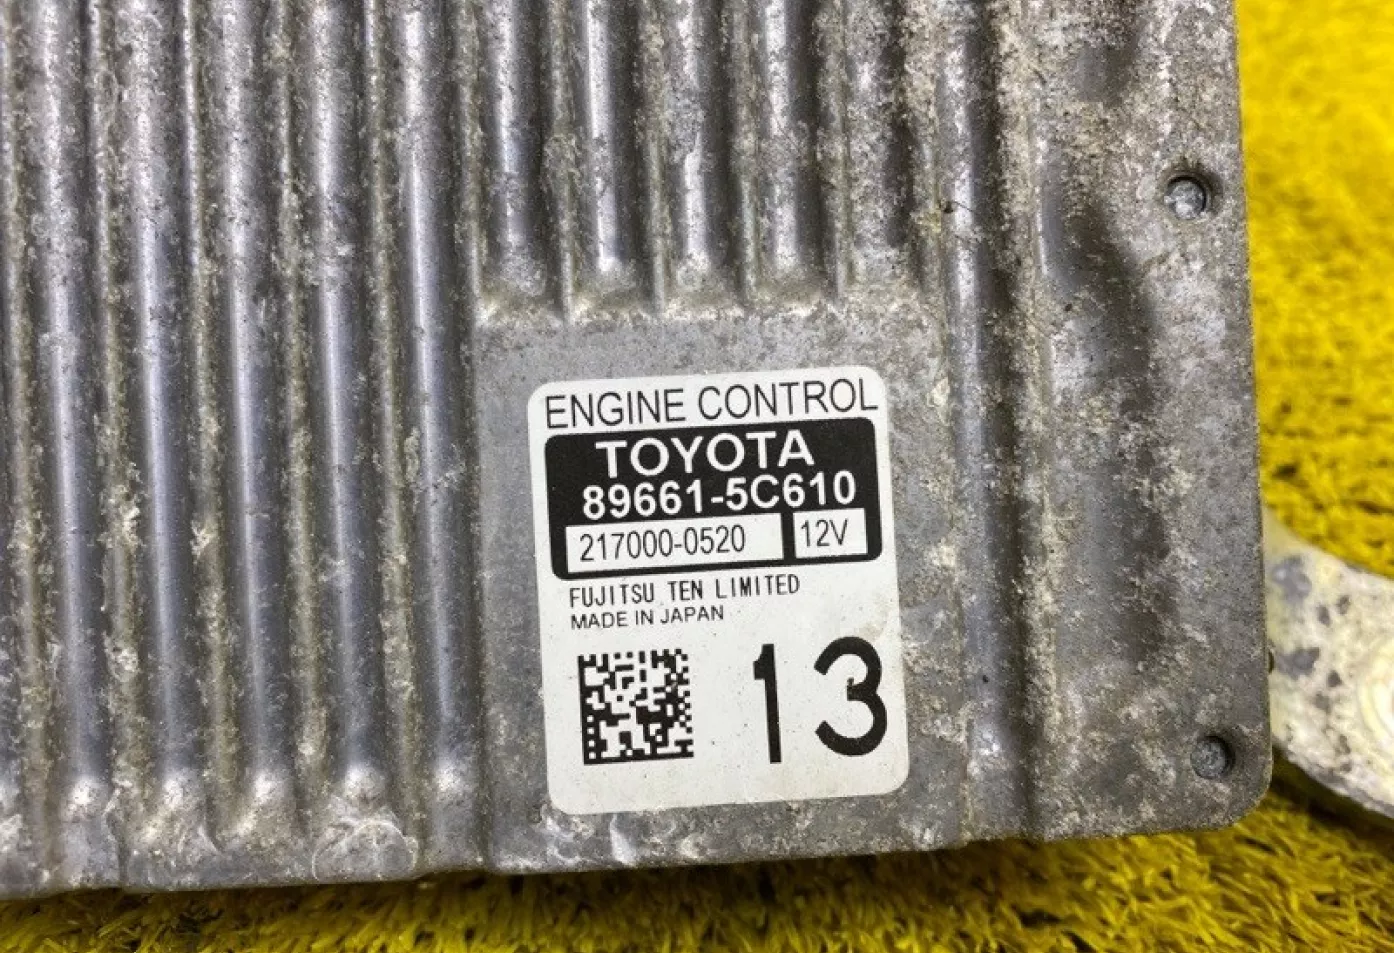 ENGINE CONTROL
TOYOTA
89661-5C610
217000-0520 12V
FUJITSU TEN LIMITED
MADE IN JAPAN
13